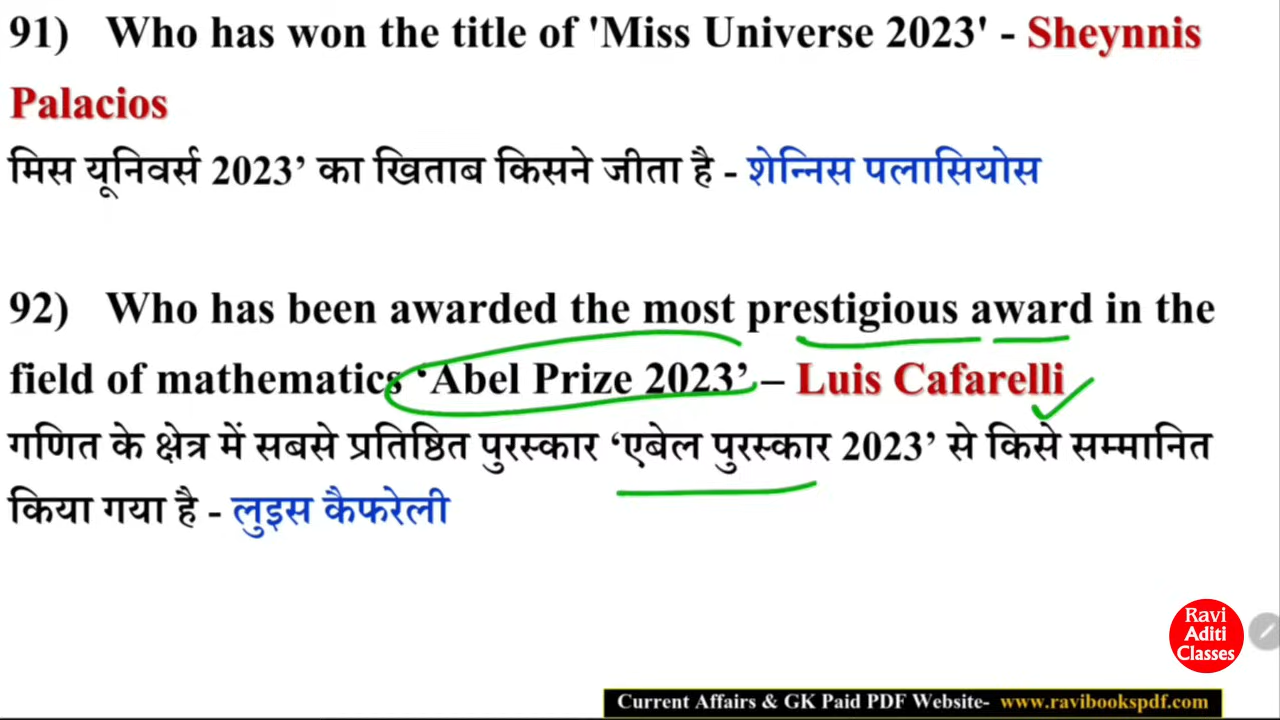 91) Who has won the title of 'Miss Universe 2023' - Sheynnis
Palacios
मिस यूनिवर्स 2023’ का खिताब किसने जीता है - शेन्निस पलासियोस
92) Who has been awarded the most prestigious award in the
field of mathematics ‘Abel Prize 2023’ – Luis Cafarelli
गणित के क्षेत्र में सबसे प्रतिष्ठित पुरस्कार ‘एबेल पुरस्कार 2023’ से किसे सम्मानित
किया गया है - लुइस कैफरेली
Ravi
Aditi
Classes
Current Affairs & GK Paid PDF Website- www.ravibookspdf.com